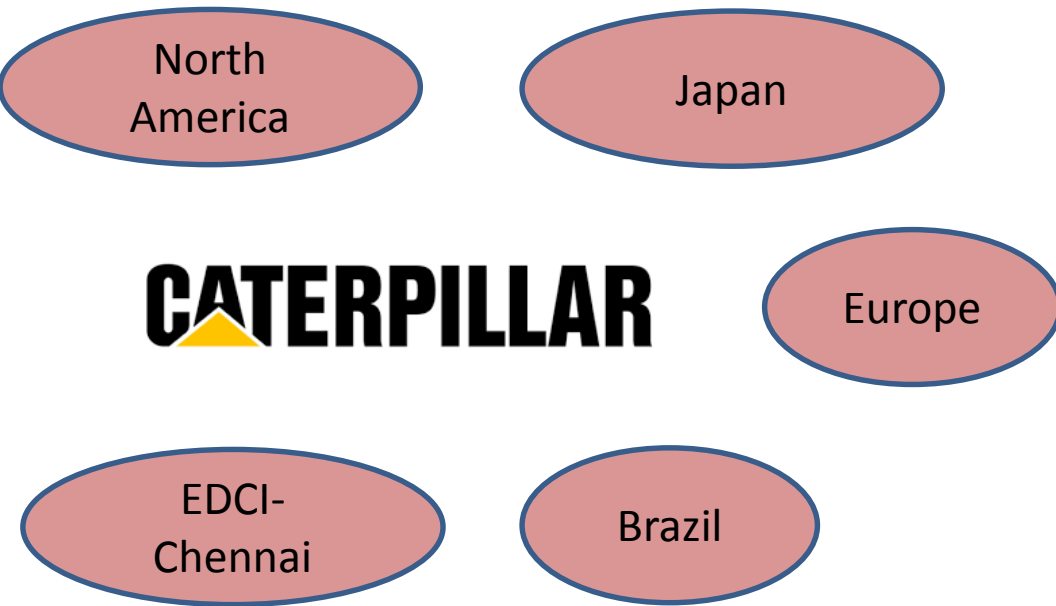 North
America
Japan
CATERPILLAR
Europe
EDCI-
Chennai
Brazil